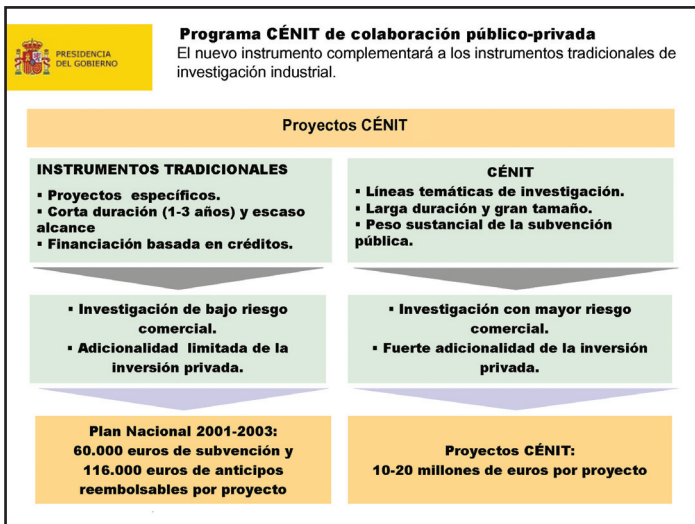 PRESIDENCIA
DEL GOBIERNO
Programa CÉNIT de colaboración público-privada
El nuevo instrumento complementará a los instrumentos tradicionales de
investigación industrial.
Proyectos CÉNIT
INSTRUMENTOS TRADICIONALES
▪ Proyectos específicos.
▪ Corta duración (1-3 años) y escaso
alcance
▪ Financiación basada en créditos.
CÉNIT
▪ Líneas temáticas de investigación.
▪ Larga duración y gran tamaño.
▪ Peso sustancial de la subvención
pública.
▪ Investigación de bajo riesgo
comercial.
▪ Adicionalidad limitada de la
inversión privada.
▪ Investigación con mayor riesgo
comercial.
▪ Fuerte adicionalidad de la inversión
privada.
Plan Nacional 2001-2003:
60.000 euros de subvención y
116.000 euros de anticipos
reembolsables por proyecto
Proyectos CÉNIT:
10-20 millones de euros por proyecto